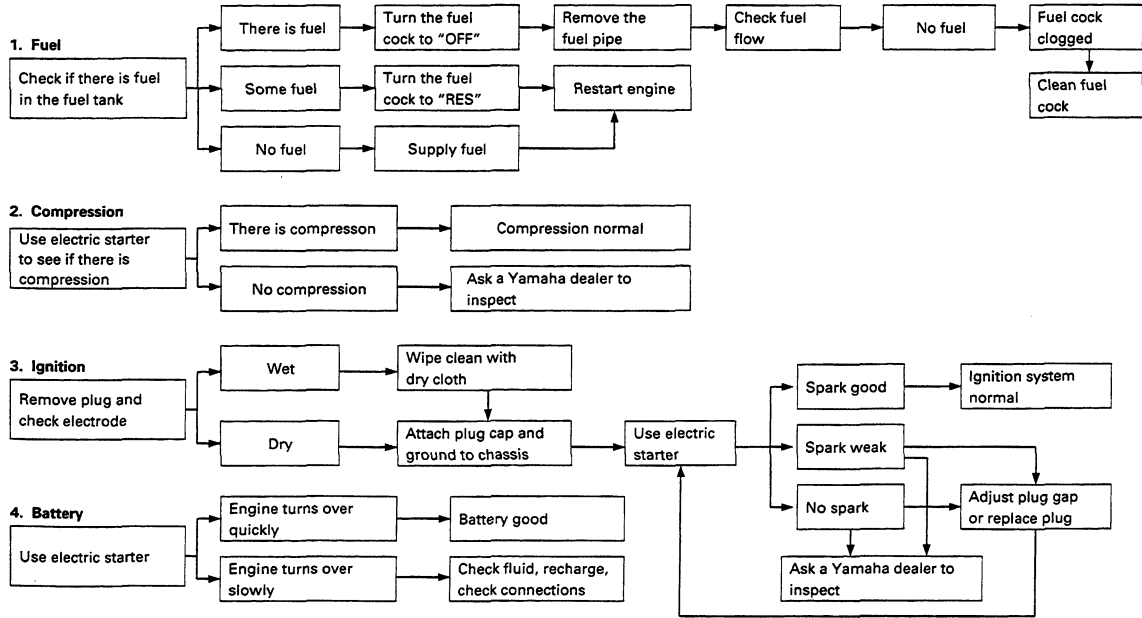 1. Fuel
Check if there is fuel
in the fuel tank
There is fuel
Turn the fuel
cock to “OFF”
Remove the
fuel pipe
Check fuel
flow
No fuel
Fuel cock
clogged
Clean fuel
cock
Some fuel
Turn the fuel
cock to “RES”
Restart engine
No fuel
Supply fuel
2. Compression
Use electric starter
to see if there is
compression
There is compresson
Compression normal
No compression
Ask a Yamaha dealer to
inspect
3. Ignition
Remove plug and
check electrode
Wet
Wipe clean with
dry cloth
Dry
Attach plug cap and
ground to chassis
Use electric
starter
Spark good
Ignition system
normal
Spark weak
No spark
Adjust plug gap
or replace plug
Ask a Yamaha dealer to
inspect
4. Battery
Use electric starter
Engine turns over
quickly
Battery good
Engine turns over
slowly
Check fluid, recharge,
check connections